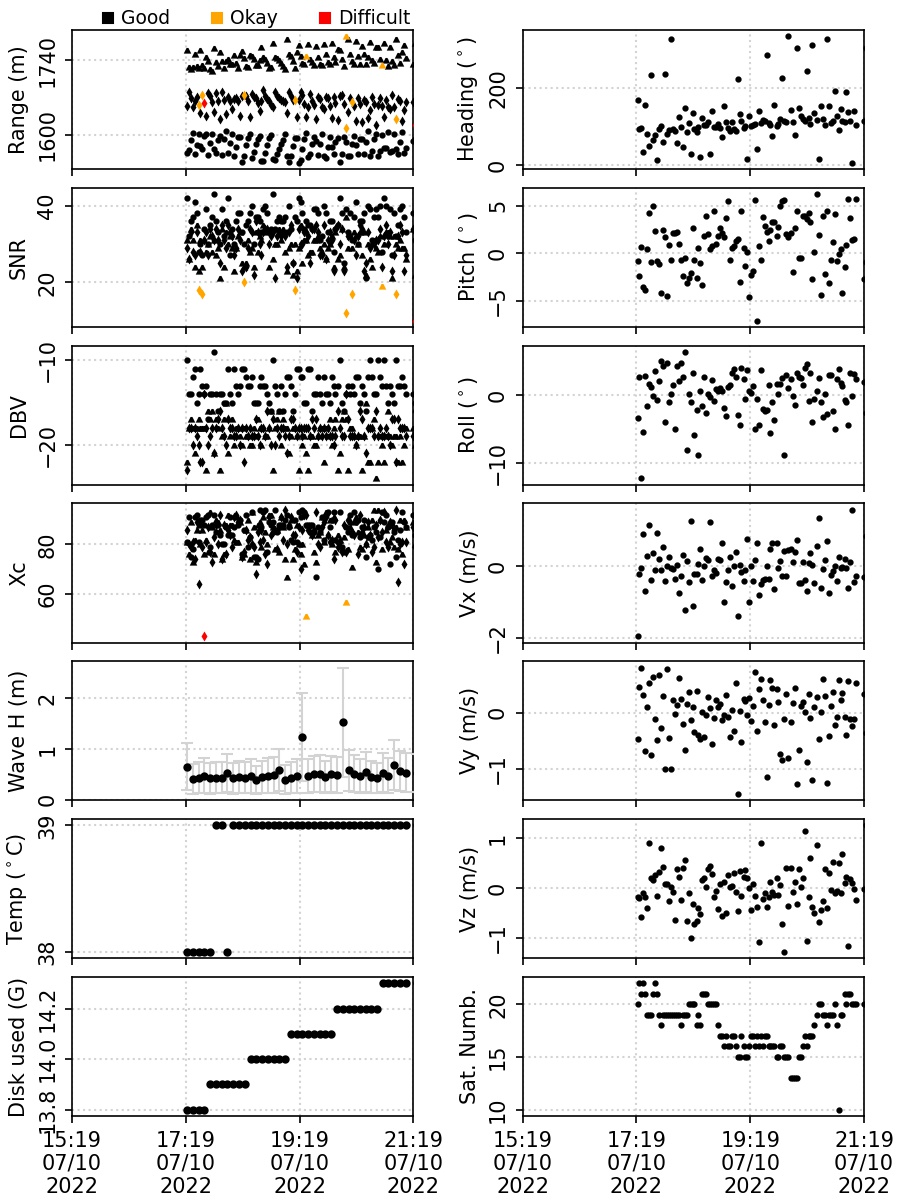 Good Okay Difficult
Range (m)
1740
1600
Heading (°)
200
0
SNR
40
20
Pitch (°)
5
0
−5
DBV
−10
−20
Roll (°)
0
−10
Xc
80
60
Vx (m/s)
0
−2
Wave H (m)
2
1
0
Vy (m/s)
0
−1
Temp (°C)
39
38
Vz (m/s)
1
0
−1
Disk used (G)
14.2
14.0
13.8
Sat. Numb.
20
15
10
15:19 17:19 19:19 21:19
07/10 07/10 07/10 07/10
2022 2022 2022 2022
15:19 17:19 19:19 21:19
07/10 07/10 07/10 07/10
2022 2022 2022 2022